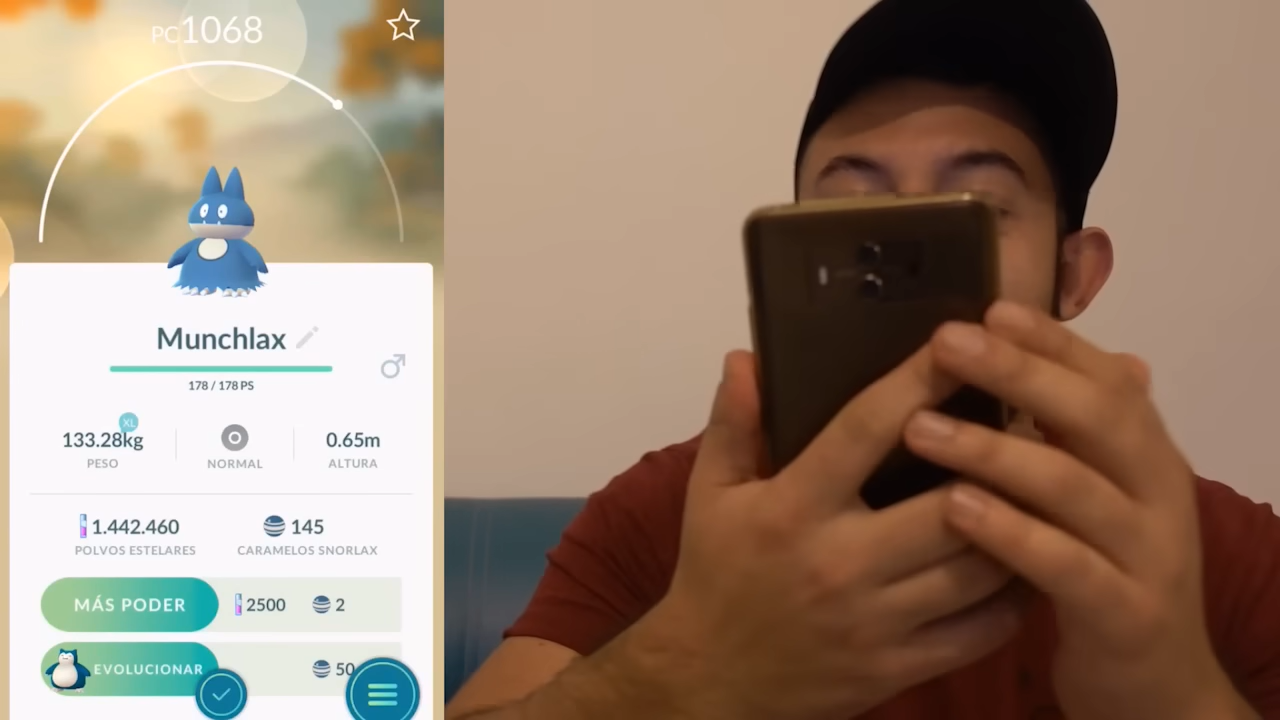 PC1068
Munchlax
178 / 178 PS
XL
133.28kg
PESO
NORMAL
0.65m
ALTURA
1.442.460
POLVOS ESTELARES
145
CARAMELOS SNORLAX
MÁS PODER
2500
2
EVOLUCIONAR
50